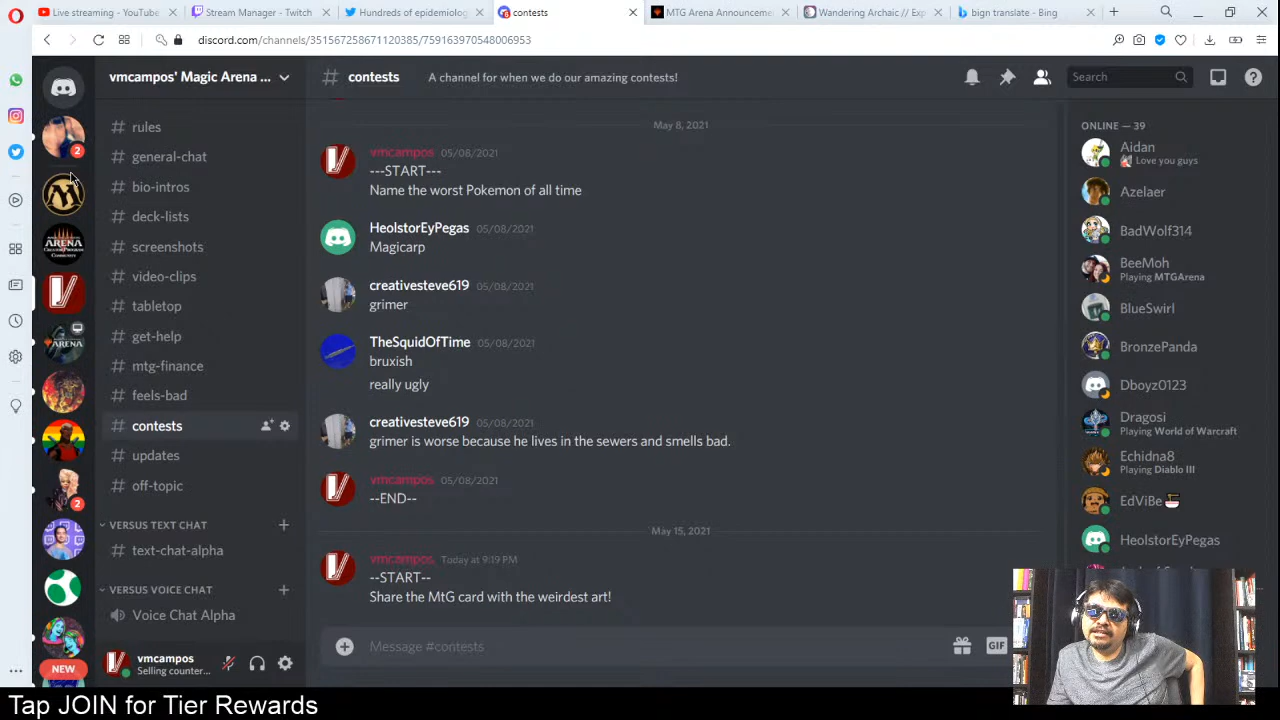 Live streaming - YouTube
Stream Manager - Twitch
Hundreds of epidemiolog
contests
MTG Arena Announceme
Wandering Archaic // Exp
bign translate - Bing
discord.com/channels/351567258671120385/759163970548006953
vmcampos' Magic Arena ...
contests
A channel for when we do our amazing contests!
Search
rules
general-chat
bio-intros
deck-lists
screenshots
video-clips
tabletop
get-help
mtg-finance
feels-bad
contests
updates
off-topic
VERSUS TEXT CHAT
text-chat-alpha
VERSUS VOICE CHAT
Voice Chat Alpha
vmcampos
Selling counter...
2
ARENA
ARENA
2
NEW
May 8, 2021
vmcampos 05/08/2021
---START---
Name the worst Pokemon of all time
HeolstorEyPegas 05/08/2021
Magicarp
creativesteve619 05/08/2021
grimer
TheSquidOfTime 05/08/2021
bruxish
really ugly
creativesteve619 05/08/2021
grimer is worse because he lives in the sewers and smells bad.
vmcampos 05/08/2021
--END--
May 15, 2021
vmcampos Today at 9:19 PM
--START--
Share the MtG card with the weirdest art!
Message #contests
GIF
ONLINE — 39
Aidan
Love you guys
Azelaer
BadWolf314
BeeMoh
Playing MTGArena
BlueSwirl
BronzePanda
Dboyz0123
Dragosi
Playing World of Warcraft
Echidna8
Playing Diablo III
EdViBe
HeolstorEyPegas
Tap JOIN for Tier Rewards